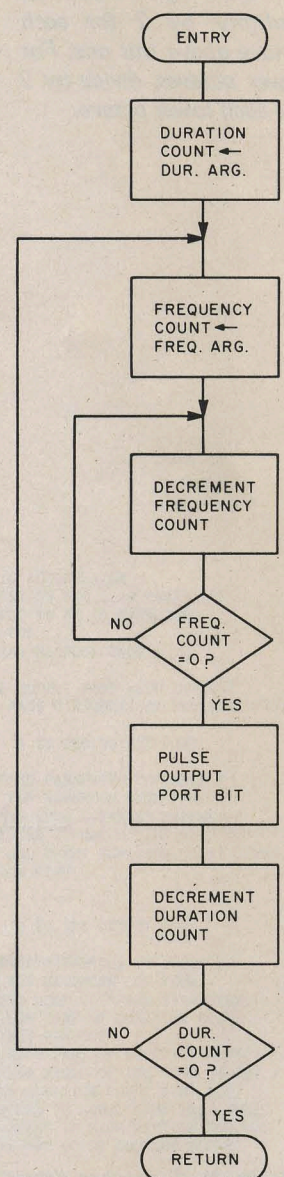 ENTRY
DURATION
COUNT ←
DUR. ARG.
FREQUENCY
COUNT ←
FREQ. ARG.
DECREMENT
FREQUENCY
COUNT
NO
FREQ.
COUNT
= 0 ?
YES
PULSE
OUTPUT
PORT BIT
DECREMENT
DURATION
COUNT
NO
DUR.
COUNT
= 0 ?
YES
RETURN